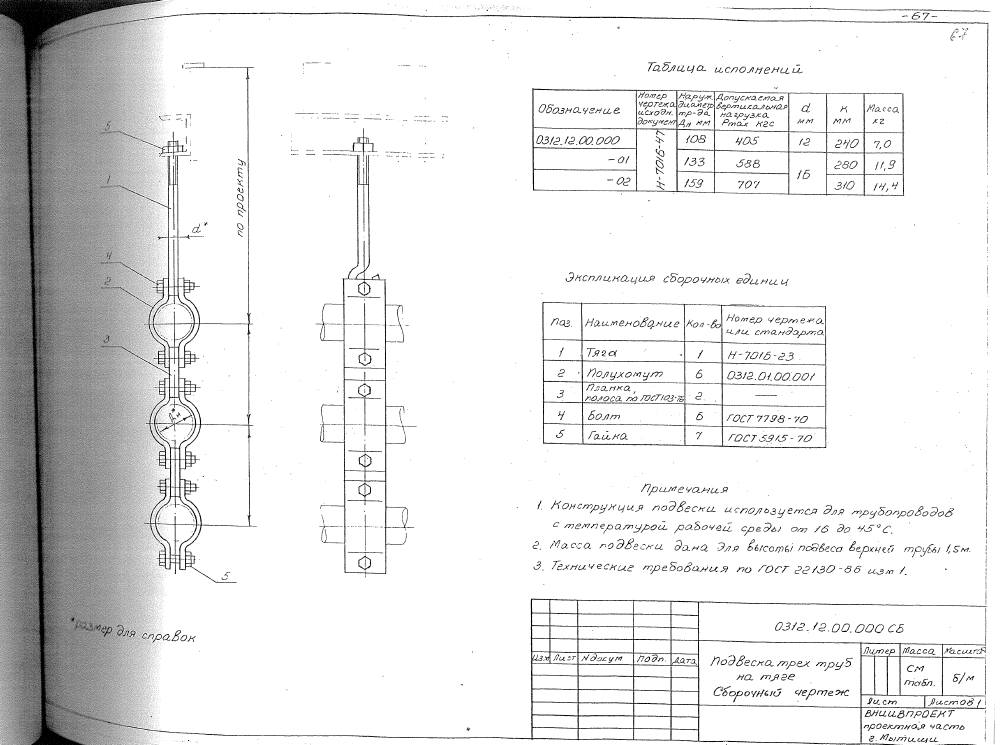 -67-
67
Таблица исполнений
Обозначение | Номер чертежа исходн. документ. | Наруж. диаметр тр-да Дн мм | Допускаемая вертикальная нагрузка Pmax кгс | d мм | К мм | Масса кг
0312.12.00.000 | Н-7016-47 | 108 | 405 | 12 | 240 | 7,0
-01 | 133 | 588 | 16 | 280 | 11,9
-02 | 159 | 707 | 310 | 14,4
Экспликация сборочных единиц
Поз. | Наименование | Кол-во | Номер чертежа или стандарта
1 | Тяга | 1 | Н-7016-23
2 | Полухомут | 6 | 0312.01.00.001
3 | Планка, полоса по ГОСТ103-76 | 2 | —
4 | Болт | 6 | ГОСТ 7798-70
5 | Гайка | 7 | ГОСТ 5915-70
Примечания
1. Конструкция подвески используется для трубопроводов
с температурой рабочей среды от 16 до 45°С.
2. Масса подвески дана для высоты подвеса верхней трубы 1,5м.
3. Технические требования по ГОСТ 22130-86 изм 1.
5
1
4
2
3
5
d*
Дн*
по проекту
*размер для справок
0312.12.00.000 СБ
Изм Лист № докум Подп. Дата
Подвеска трех труб
на тяге
Сборочный чертеж
Литер Масса Масштаб
см табл. Б/м
Лист Листов 1
ВНИИВПРОЕКТ
проектная часть
г. Мытищи